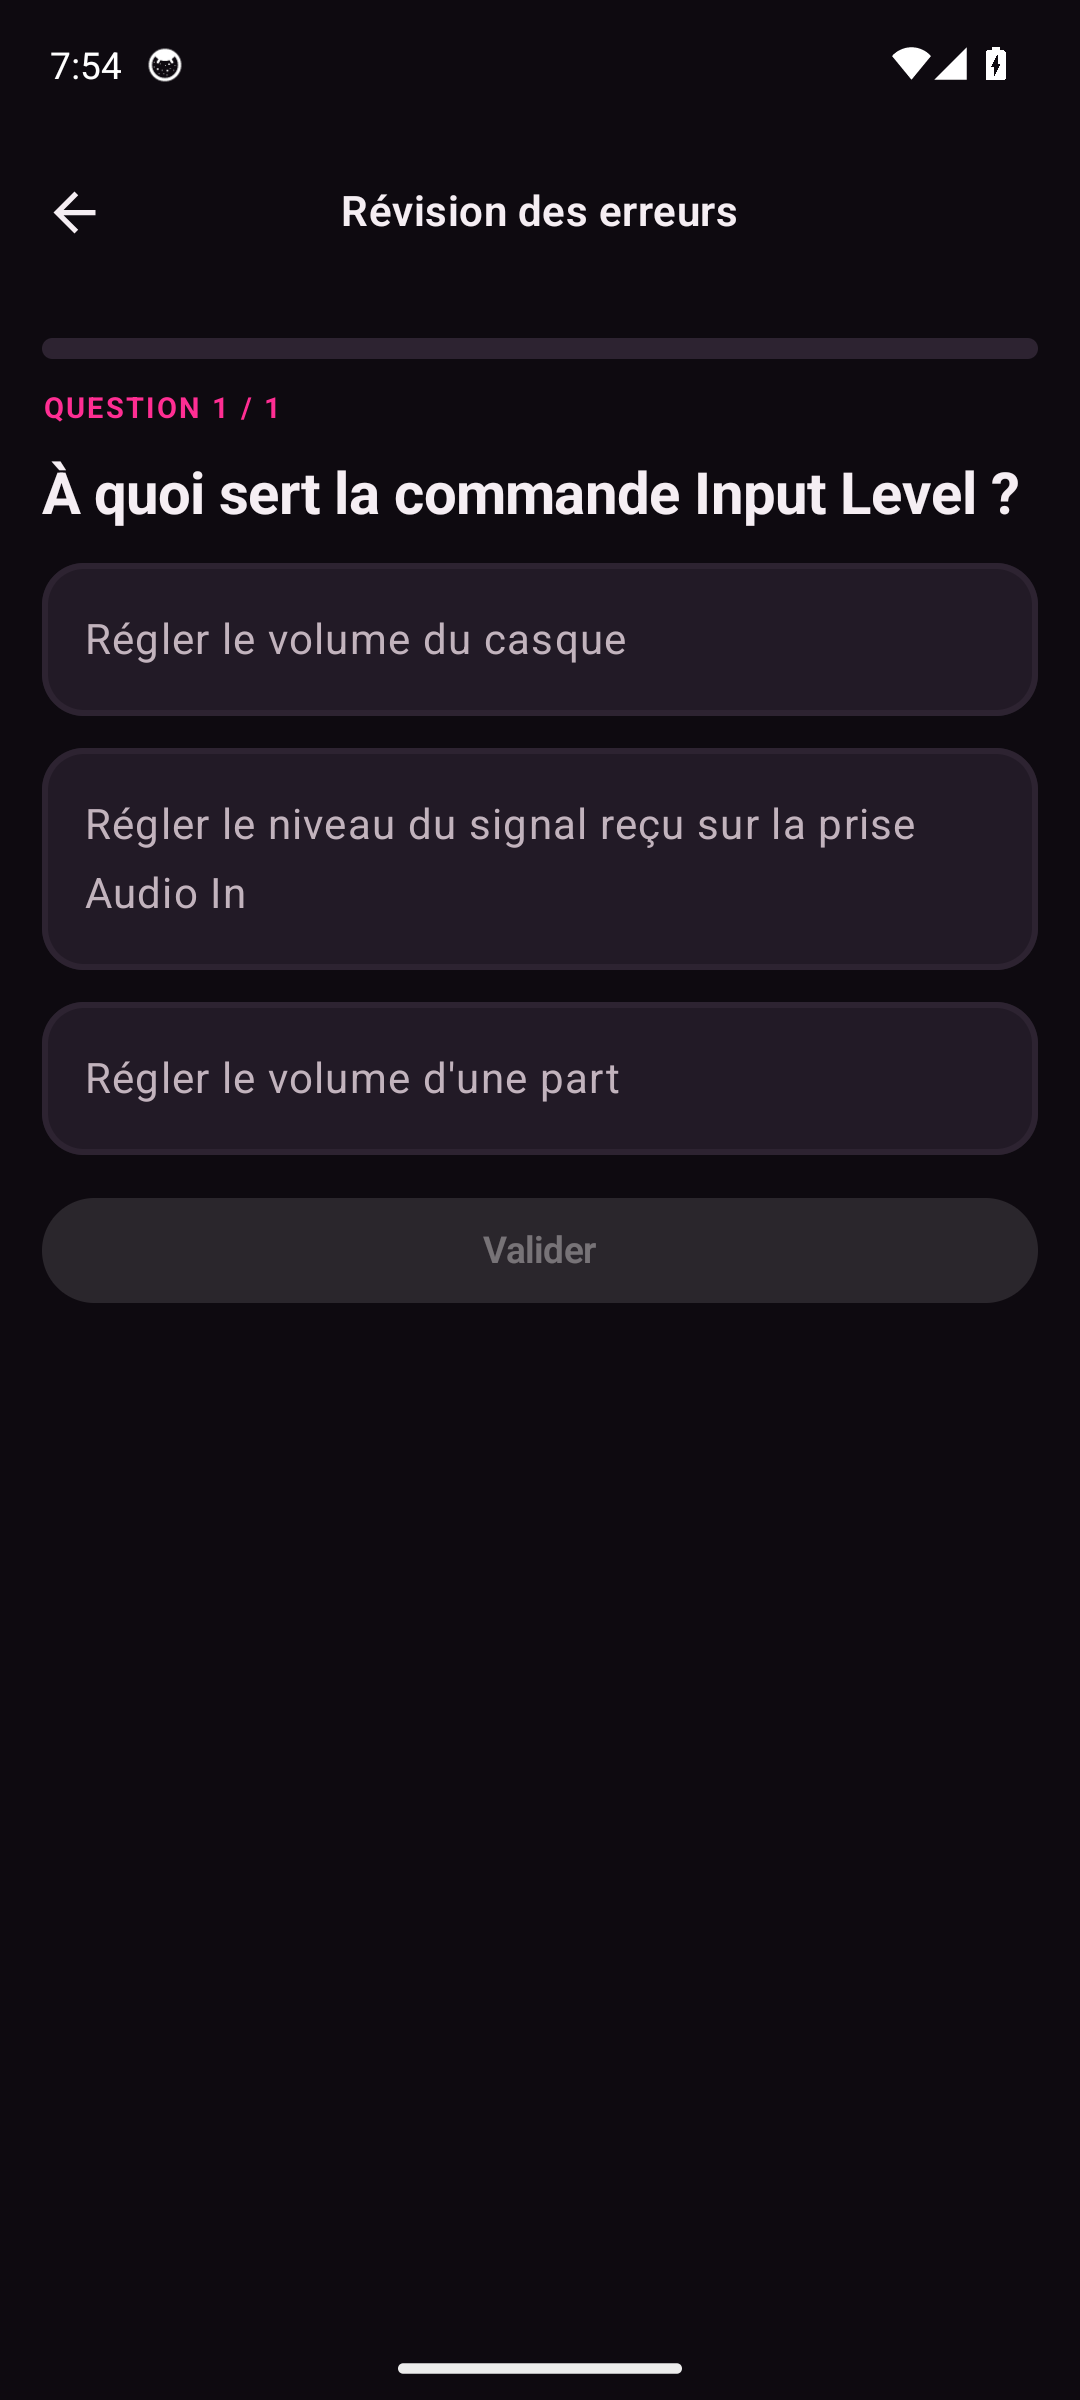 7:54
Révision des erreurs
QUESTION 1 / 1
À quoi sert la commande Input Level ?
Régler le volume du casque
Régler le niveau du signal reçu sur la prise
Audio In
Régler le volume d'une part
Valider